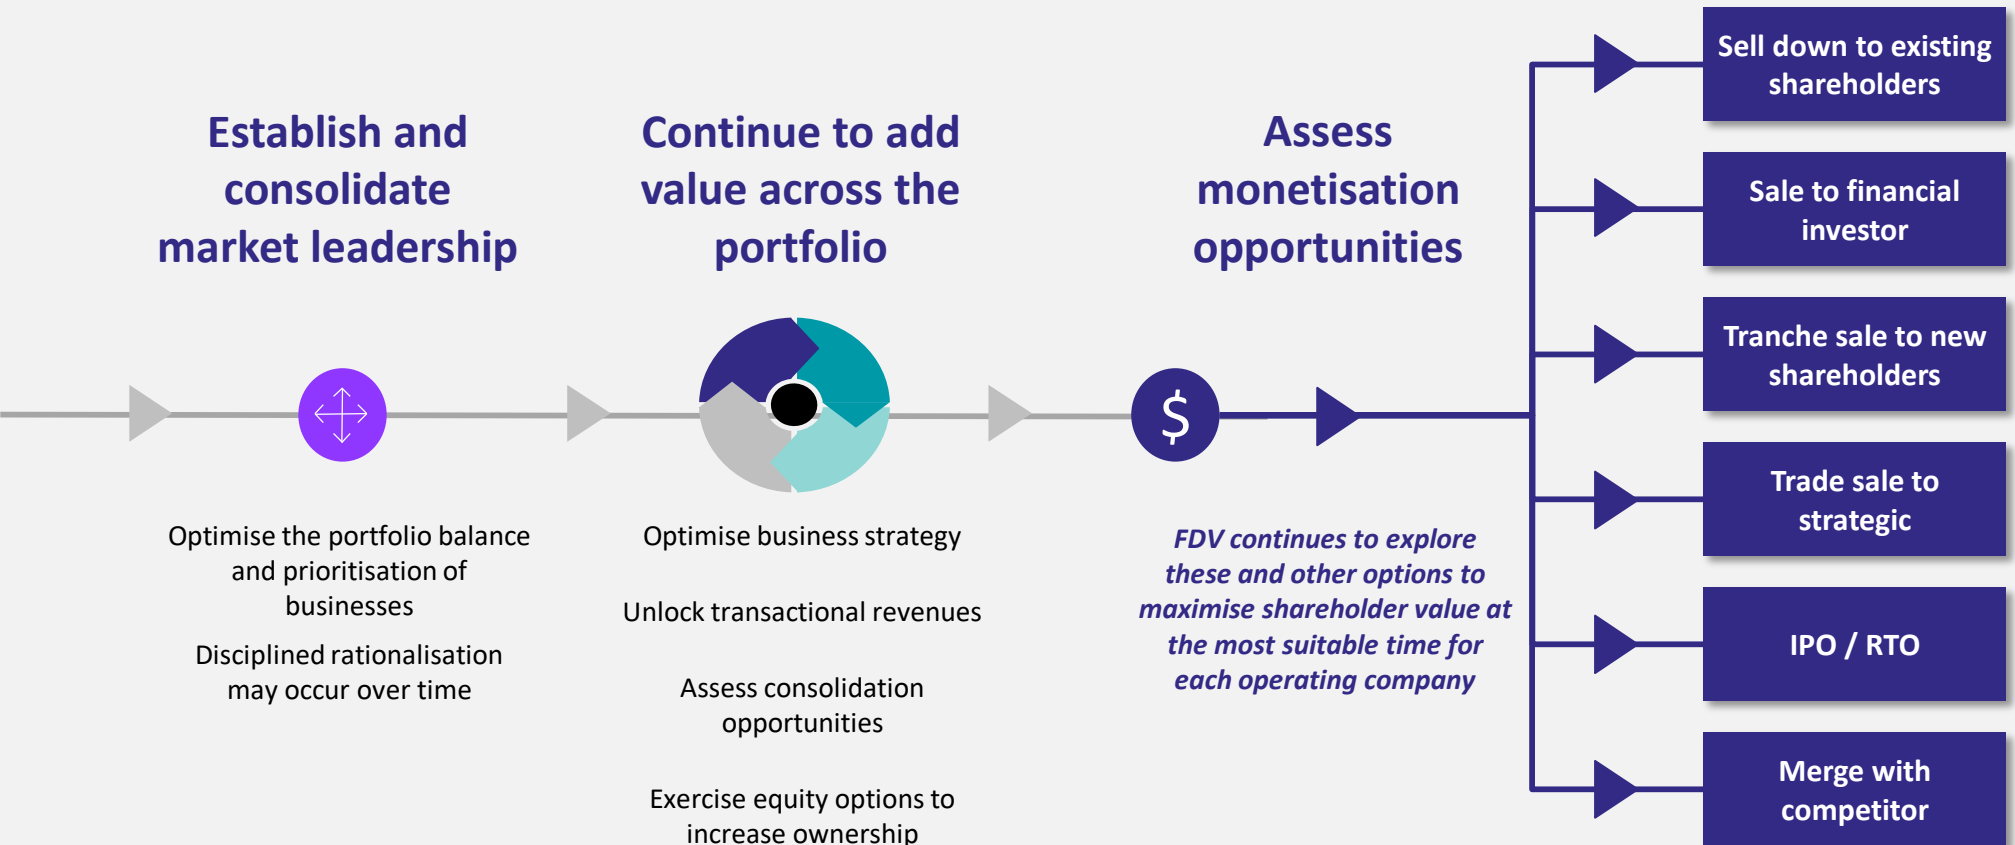 Establish and
consolidate
market leadership
Optimise the portfolio balance
and prioritisation of
businesses
Disciplined rationalisation
may occur over time
Continue to add
value across the
portfolio
Optimise business strategy
Unlock transactional revenues
Assess consolidation
opportunities
Exercise equity options to
increase ownership
Assess
monetisation
opportunities
$
FDV continues to explore
these and other options to
maximise shareholder value at
the most suitable time for
each operating company
Sell down to existing
shareholders
Sale to financial
investor
Tranche sale to new
shareholders
Trade sale to
strategic
IPO / RTO
Merge with
competitor